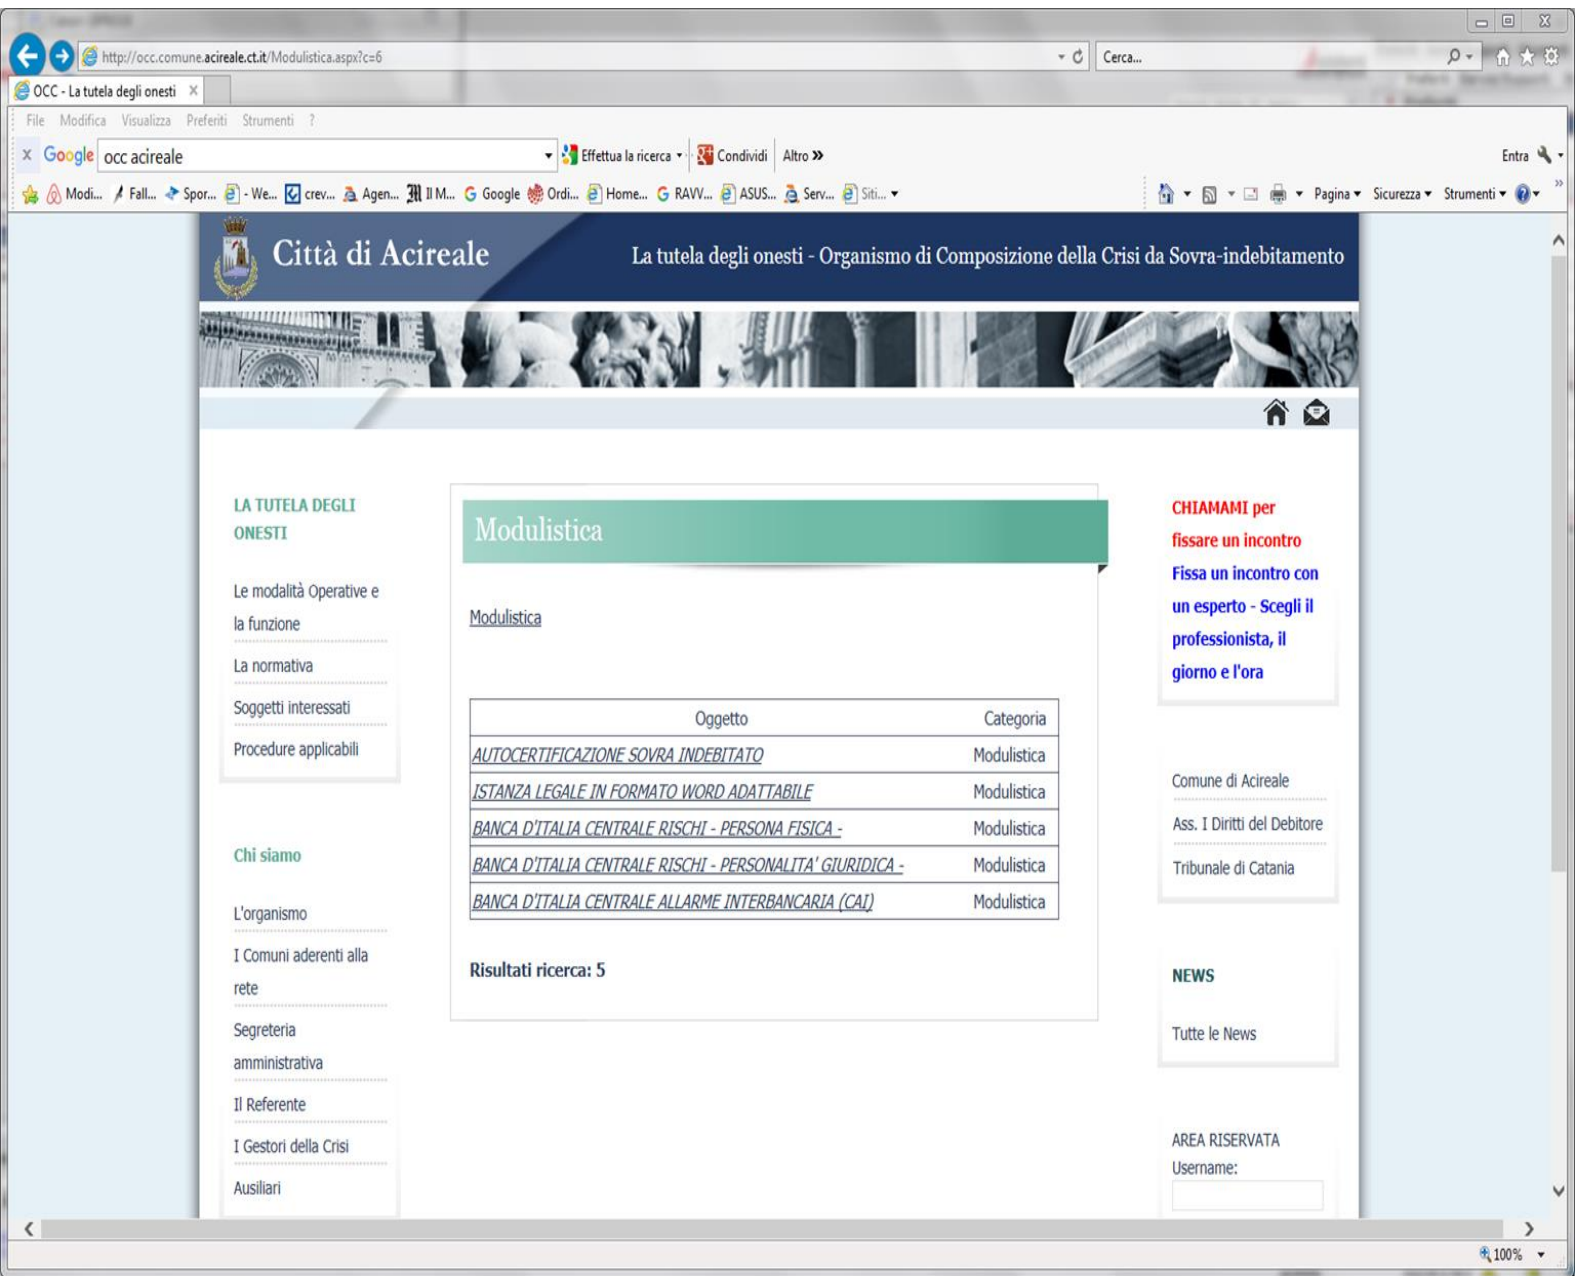 http://occ.comune.acireale.ct.it/Modulistica.aspx?c=6
Cerca...
OCC - La tutela degli onesti
File Modifica Visualizza Preferiti Strumenti ?
x Google occ acireale Effettua la ricerca Condividi Altro » Entra
Modi... Fall... Spor... - We... crev... Agen... Il M... Google Ordi... Home... RAVV... ASUS... Serv... Siti... Pagina Sicurezza Strumenti
Città di Acireale
La tutela degli onesti - Organismo di Composizione della Crisi da Sovra-indebitamento
LA TUTELA DEGLI
ONESTI
Le modalità Operative e
la funzione
La normativa
Soggetti interessati
Procedure applicabili
Chi siamo
L'organismo
I Comuni aderenti alla
rete
Segreteria
amministrativa
Il Referente
I Gestori della Crisi
Ausiliari
Modulistica
Modulistica
Oggetto Categoria
AUTOCERTIFICAZIONE SOVRA INDEBITATO Modulistica
ISTANZA LEGALE IN FORMATO WORD ADATTABILE Modulistica
BANCA D'ITALIA CENTRALE RISCHI - PERSONA FISICA - Modulistica
BANCA D'ITALIA CENTRALE RISCHI - PERSONALITA' GIURIDICA - Modulistica
BANCA D'ITALIA CENTRALE ALLARME INTERBANCARIA (CAI) Modulistica
Risultati ricerca: 5
CHIAMAMI per
fissare un incontro
Fissa un incontro con
un esperto - Scegli il
professionista, il
giorno e l'ora
Comune di Acireale
Ass. I Diritti del Debitore
Tribunale di Catania
NEWS
Tutte le News
AREA RISERVATA
Username:
100%